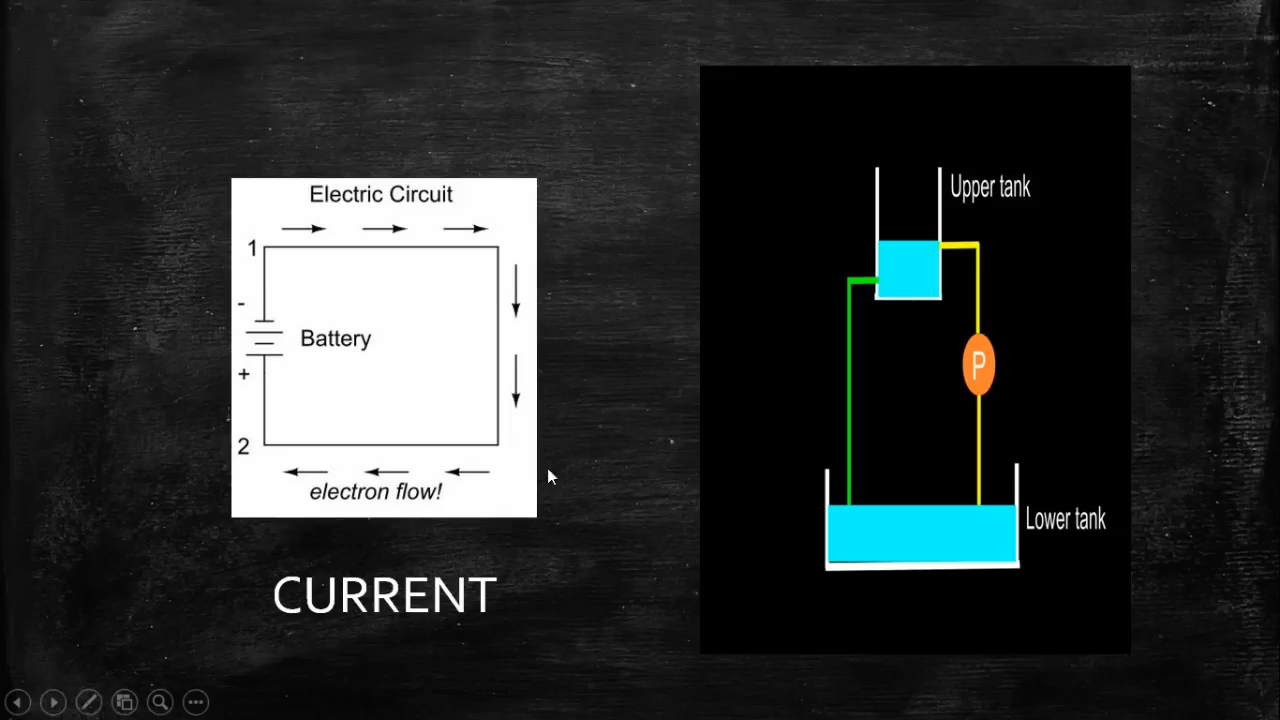 Electric Circuit
1
-
Battery
+
2
electron flow!
CURRENT
Upper tank
P
Lower tank